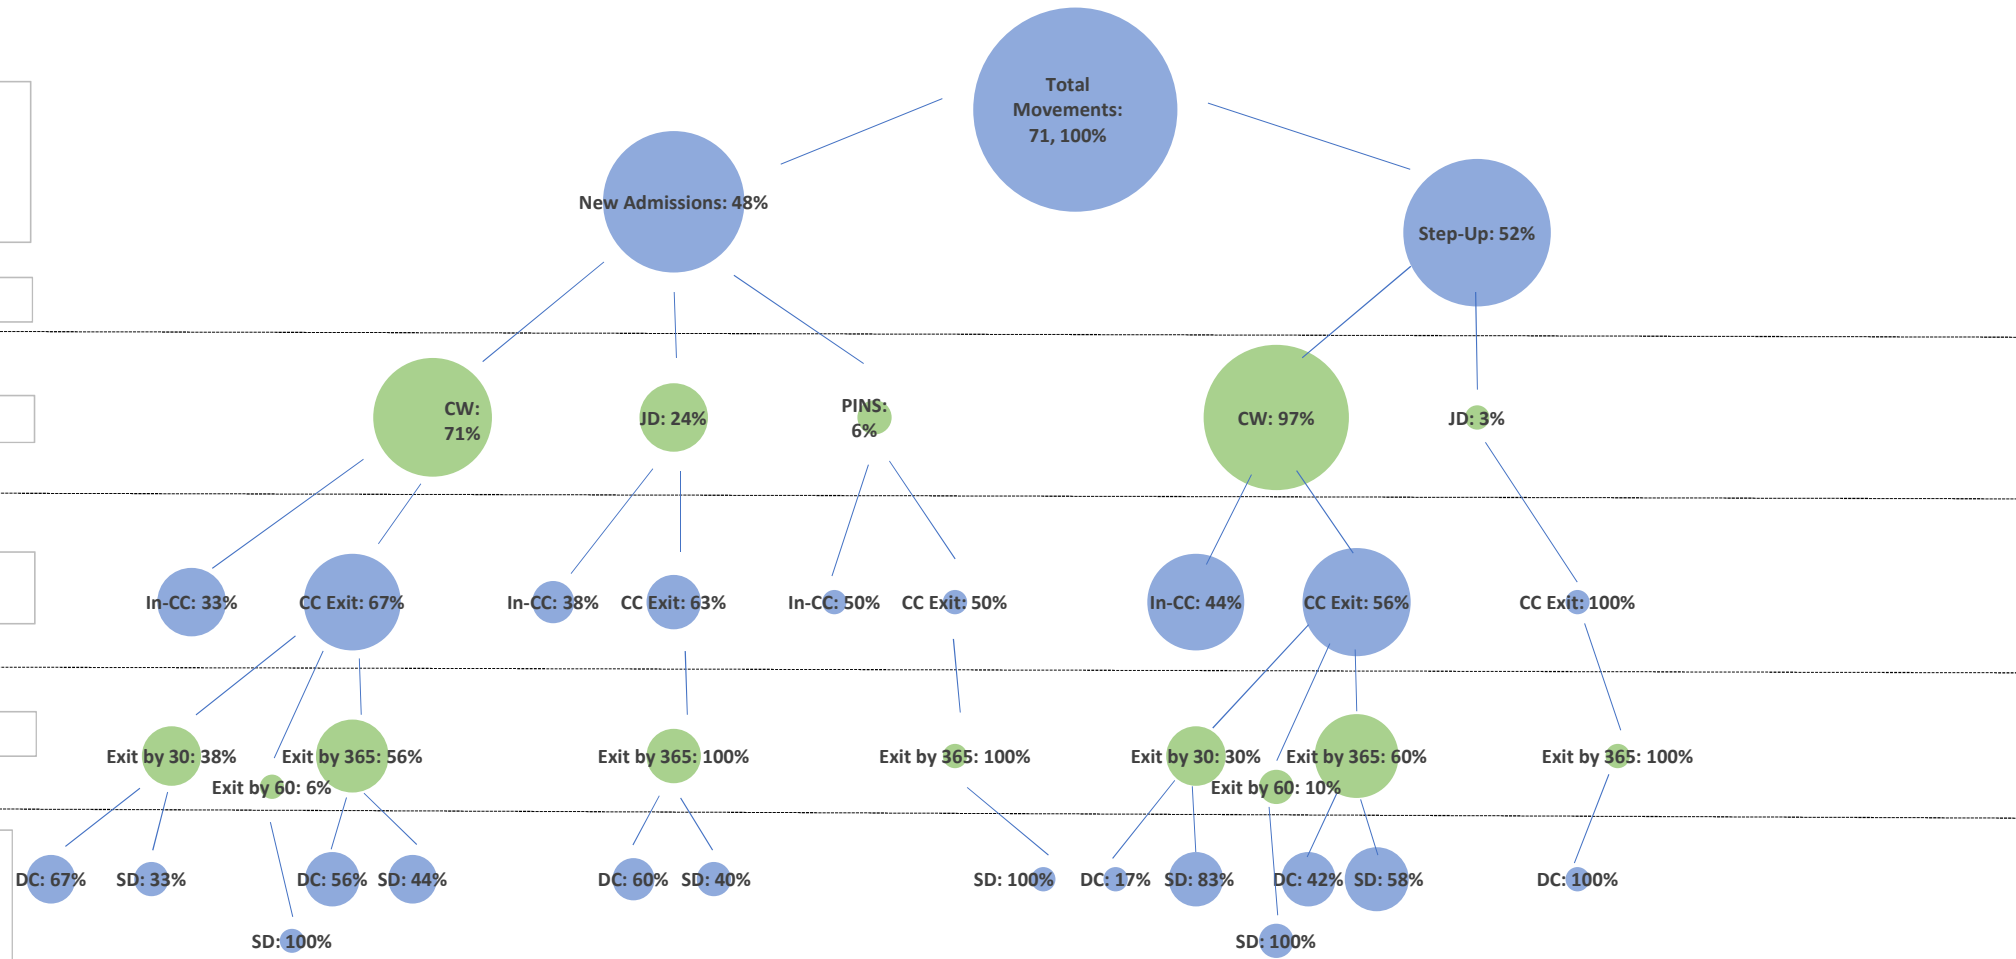 Total
Movements:
71, 100%
New Admissions: 48%
Step-Up: 52%
CW:
71%
JD: 24%
PINS:
6%
CW: 97%
JD: 3%
In-CC: 33%
CC Exit: 67%
In-CC: 38%
CC Exit: 63%
In-CC: 50%
CC Exit: 50%
In-CC: 44%
CC Exit: 56%
CC Exit: 100%
Exit by 30: 38%
Exit by 365: 56%
Exit by 365: 100%
Exit by 365: 100%
Exit by 30: 30%
Exit by 365: 60%
Exit by 365: 100%
Exit by 60: 6%
Exit by 60: 10%
DC: 67%
SD: 33%
DC: 56%
SD: 44%
DC: 60%
SD: 40%
SD: 100%
DC: 17%
SD: 83%
DC: 42%
SD: 58%
DC: 100%
SD: 100%
SD: 100%